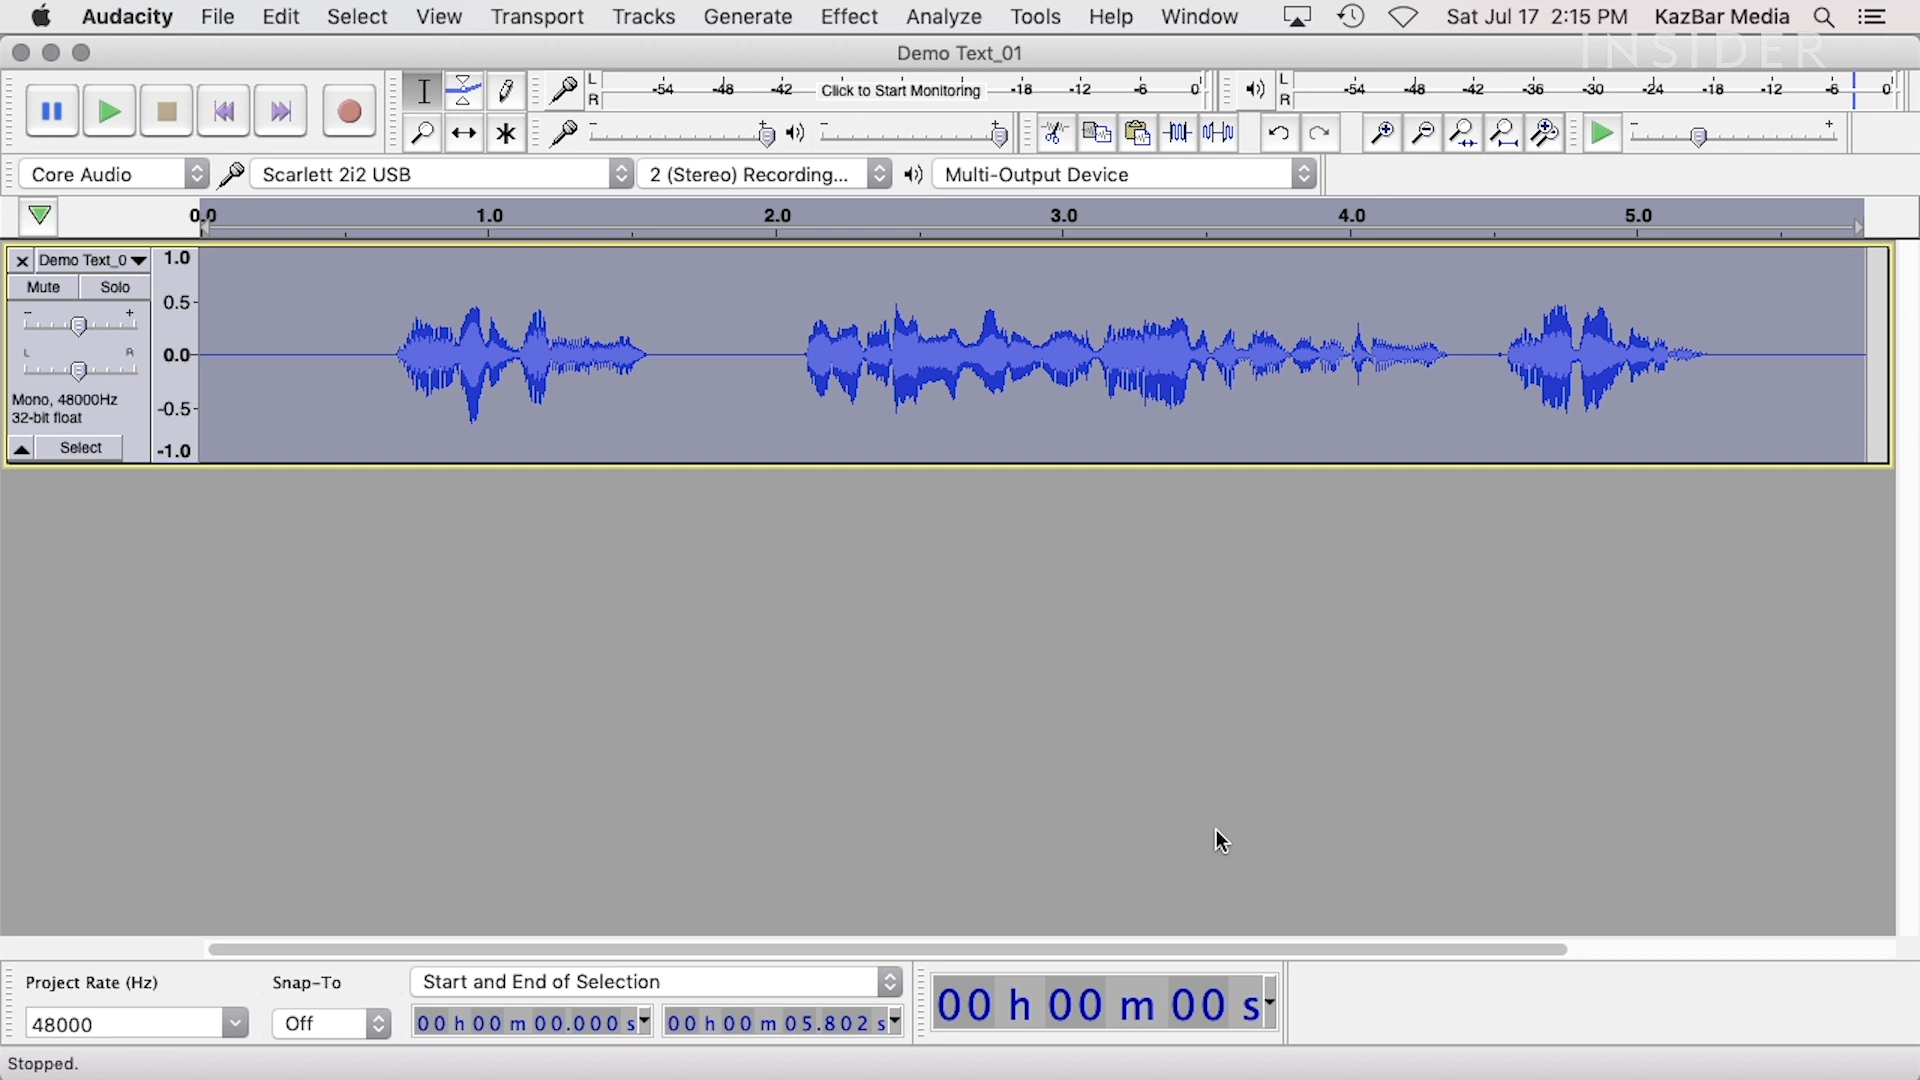 Audacity File Edit Select View Transport Tracks Generate Effect Analyze Tools Help Window Sat Jul 17 2:15 PM KazBar Media
INSIDER
Demo Text_01
L -54 -48 -42 Click to Start Monitoring -18 -12 -6 0 L -54 -48 -42 -36 -30 -24 -18 -12 -6 0
R R
Core Audio Scarlett 2i2 USB 2 (Stereo) Recording... Multi-Output Device
0.0 1.0 2.0 3.0 4.0 5.0
Demo Text_0 1.0
Mute Solo
0.5
L R 0.0
Mono, 48000Hz
-0.5
32-bit float
Select -1.0
Project Rate (Hz) Snap-To Start and End of Selection
48000 Off 00 h 00 m 00.000 s 00 h 00 m 05.802 s 00 h 00 m 00 s
Stopped.